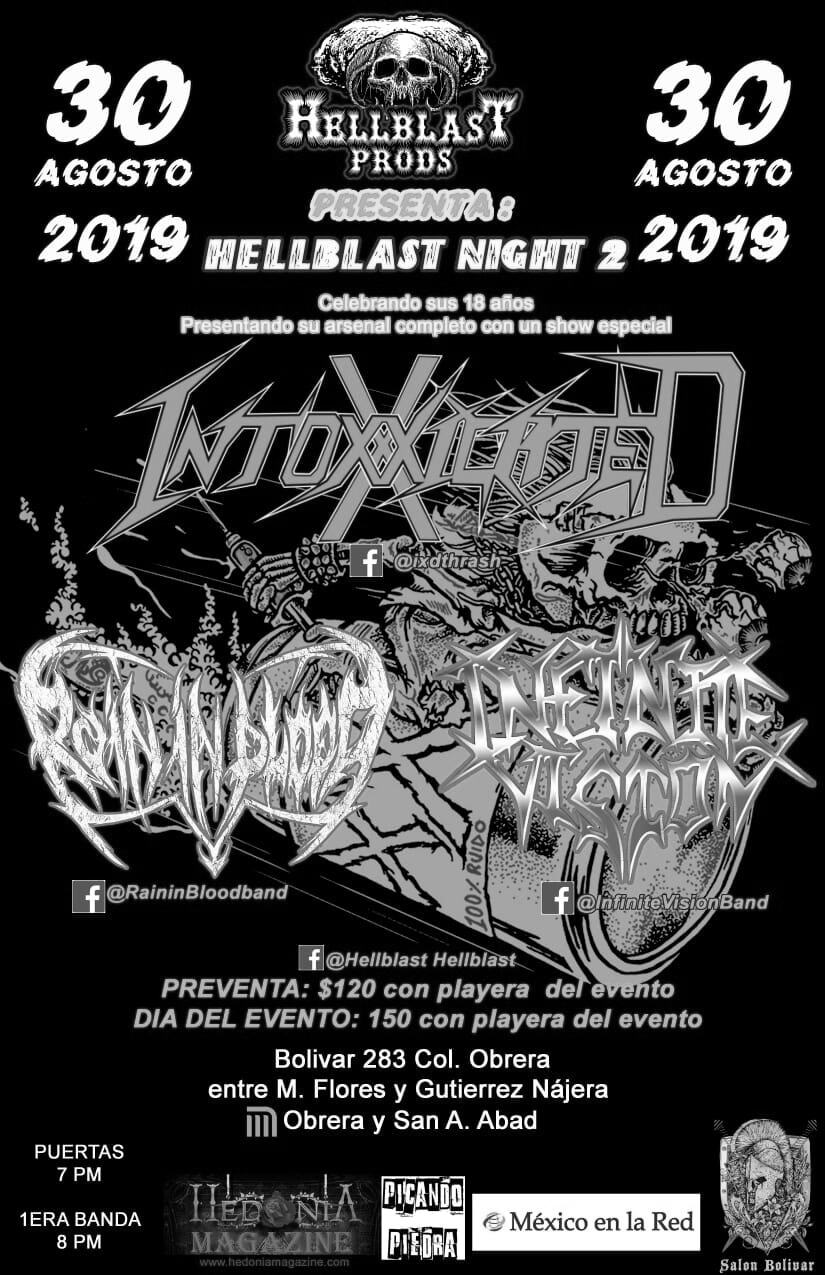 30
AGOSTO
2019
HELLBLAST
PRODS
30
AGOSTO
2019
PRESENTA:
HELLBLAST NIGHT 2
Celebrando sus 18 años
Presentando su arsenal completo con un show especial
INTOXXICATED
@ixdthrash
RAIN IN BLOOD
INFINITE
VISION
100% RUIDO
@RaininBloodband
@InfiniteVisionBand
@Hellblast Hellblast
PREVENTA: $120 con playera del evento
DIA DEL EVENTO: 150 con playera del evento
Bolivar 283 Col. Obrera
entre M. Flores y Gutierrez Nájera
Obrera y San A. Abad
PUERTAS
7 PM
1ERA BANDA
8 PM
HEDONIA
MAGAZINE
www.hedoniamagazine.com
PICANDO
PIEDRA
México en la Red
Salon Bolivar